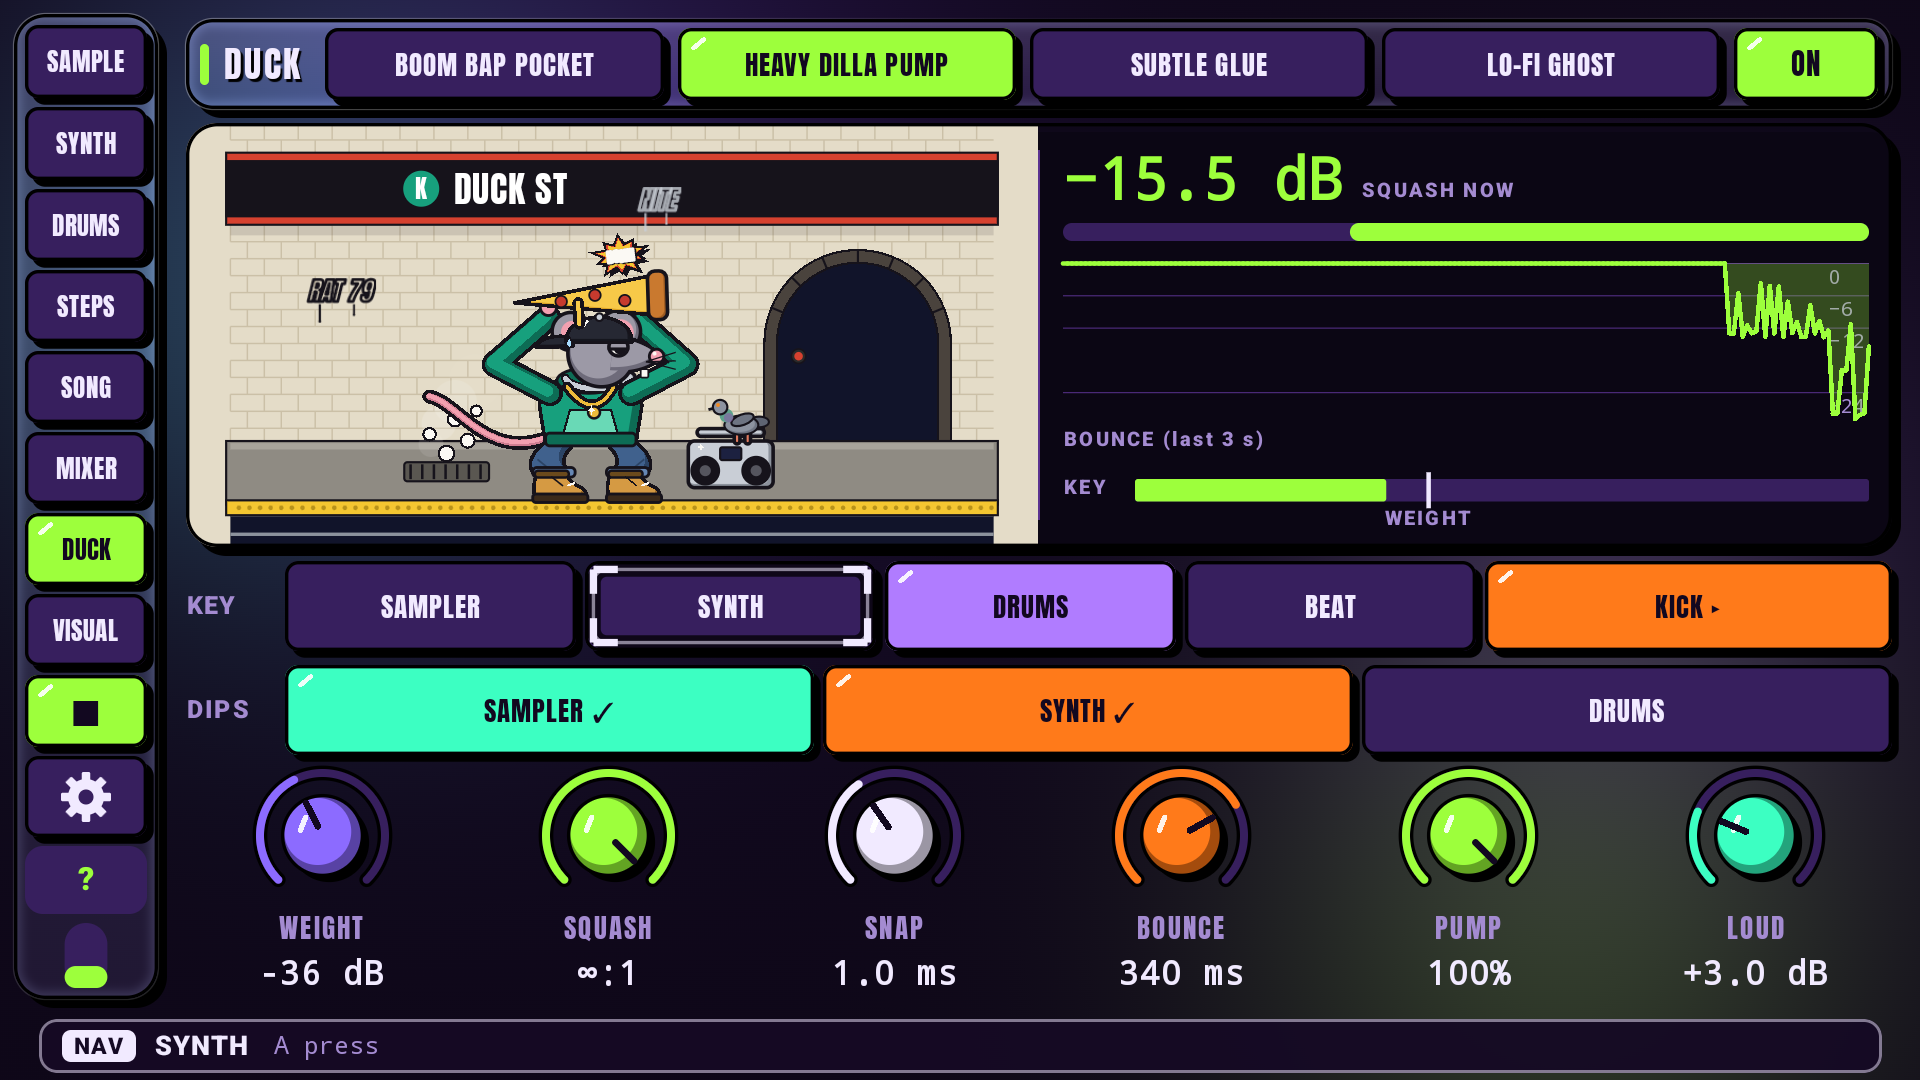 SAMPLE
SYNTH
DRUMS
STEPS
SONG
MIXER
DUCK
VISUAL
?
DUCK
BOOM BAP POCKET
HEAVY DILLA PUMP
SUBTLE GLUE
LO-FI GHOST
ON
K DUCK ST
RAT 79
−15.5 dB SQUASH NOW
0
−6
−12
−24
BOUNCE (last 3 s)
KEY
WEIGHT
KEY
SAMPLER
SYNTH
DRUMS
BEAT
KICK ▸
DIPS
SAMPLER ✓
SYNTH ✓
DRUMS
WEIGHT
SQUASH
SNAP
BOUNCE
PUMP
LOUD
-36 dB
∞:1
1.0 ms
340 ms
100%
+3.0 dB
NAV SYNTH A press